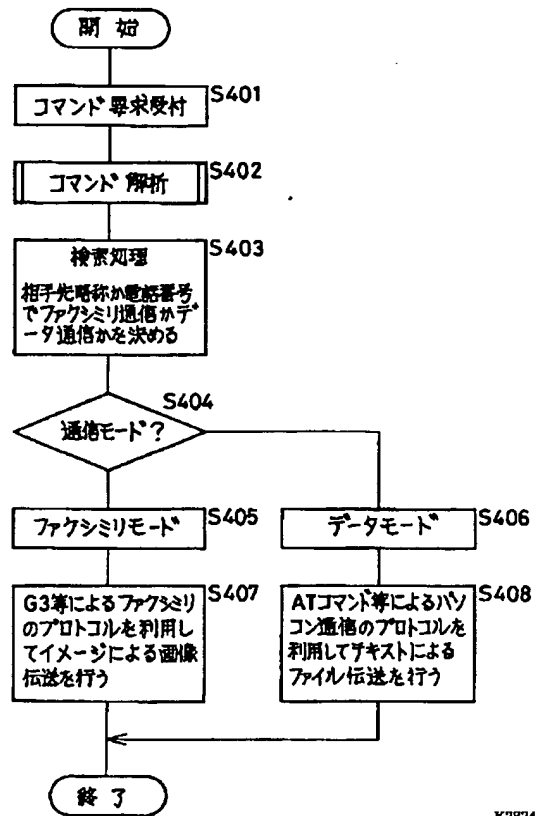 開始
コマンド要求受付
S401
コマンド解析
S402
検索処理
S403
相手先略称か電話番号
でファクシミリ通信かデ
ータ通信かを決める
S404
通信モード?
ファクシミリモード
S405
データモード
S406
G3等によるファクシミリ
のプロトコルを利用し
てイメージによる画像
伝送を行う
S407
ATコマンド等によるパソ
コン通信のプロトコルを
利用してテキストによる
ファイル伝送を行う
S408
終了